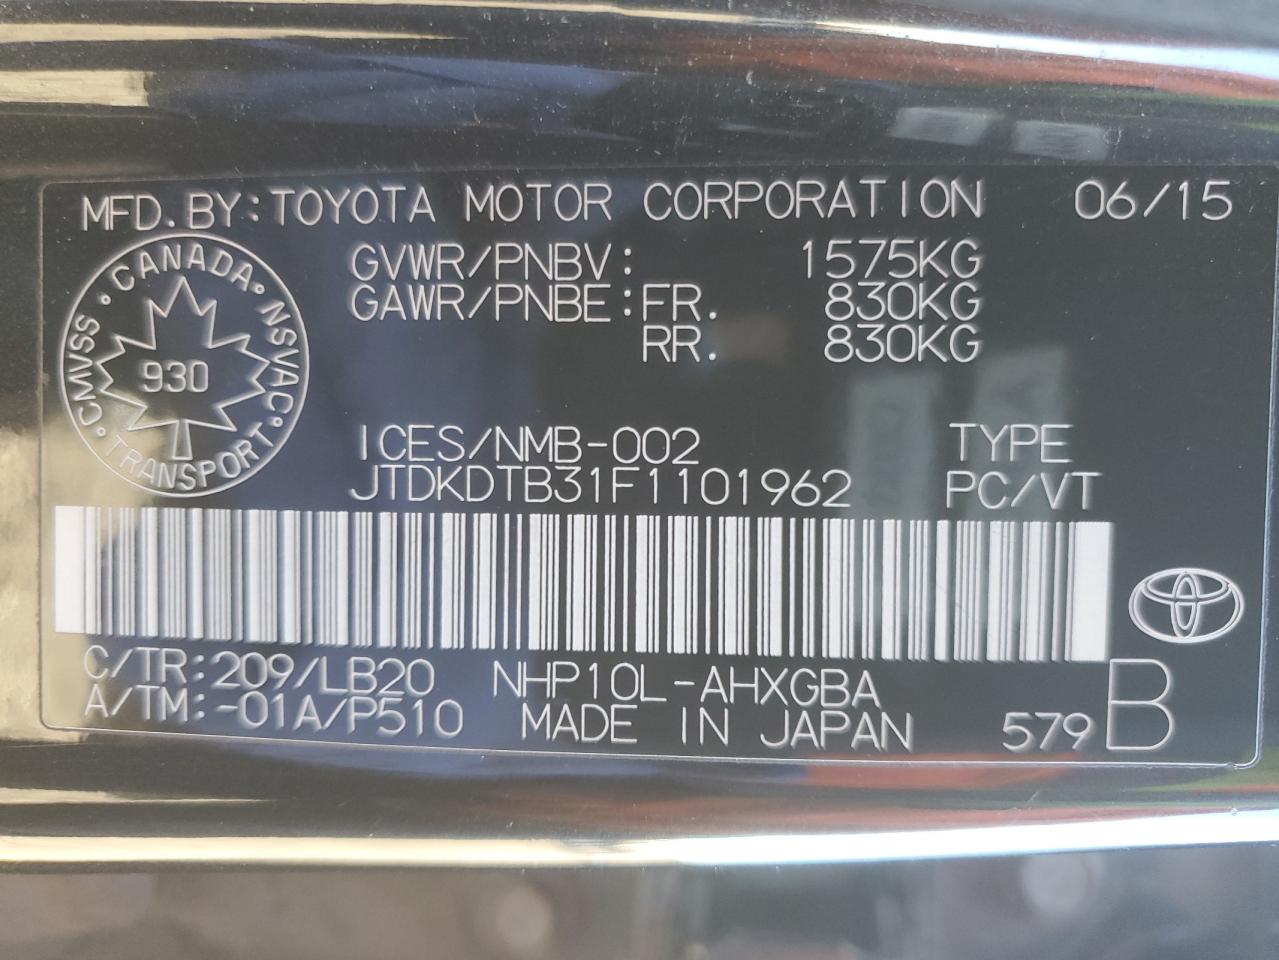 MFD.BY:TOYOTA MOTOR CORPORATION 06/15
GVWR/PNBV: 1575KG
GAWR/PNBE:FR. 830KG
RR. 830KG
CMVSS • CANADA • NSVAC • TRANSPORT •
930
ICES/NMB-002 TYPE
JTDKDTB31F1101962 PC/VT
C/TR:209/LB20 NHP10L-AHXGBA
A/TM:-01A/P510 MADE IN JAPAN 579 B